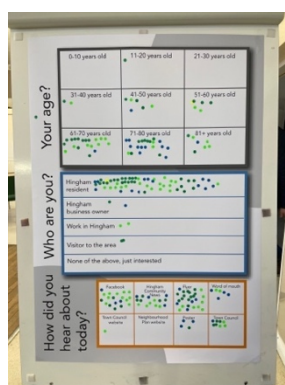 Your age?
0-10 years old
11-20 years old
21-30 years old
31-40 years old
41-50 years old
51-60 years old
61-70 years old
71-80 years old
81+ years old
Who are you?
Hingham
resident
Hingham
business owner
Work in Hingham
Visitor to the area
None of the above, just interested
How did you
hear about
today?
Facebook
Hingham
Community
Word of mouth
Town Council
website
Neighbourhood
Plan website
Town Council